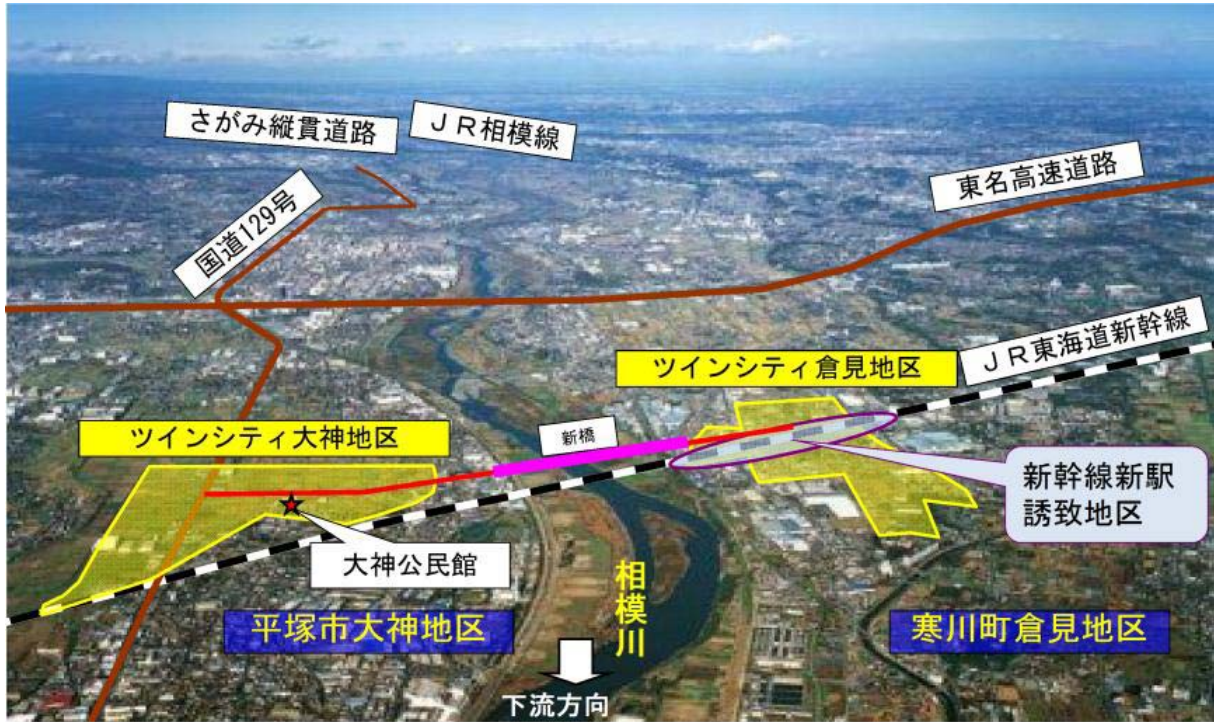 さがみ縦貫道路
JR相模線
国道129号
東名高速道路
JR東海道新幹線
ツインシティ倉見地区
ツインシティ大神地区
新橋
新幹線新駅
誘致地区
大神公民館
相模川
平塚市大神地区
寒川町倉見地区
下流方向